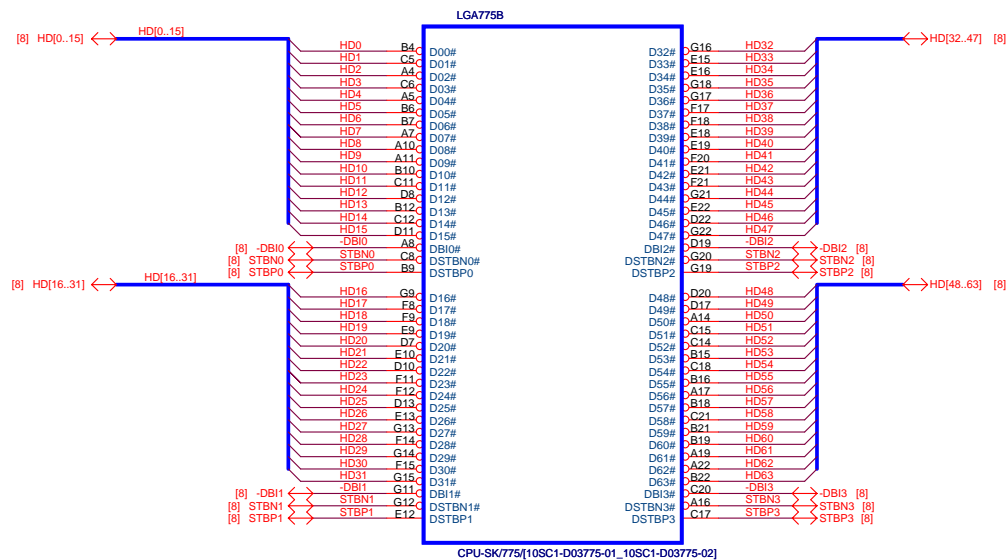 LGA775B
[8] HD[0..15] HD[0..15] HD[32..47] [8]
HD0 B4 D00# D32# G16 HD32
HD1 C5 D01# D33# E15 HD33
HD2 A4 D02# D34# E16 HD34
HD3 C6 D03# D35# G18 HD35
HD4 A5 D04# D36# G17 HD36
HD5 B6 D05# D37# F17 HD37
HD6 B7 D06# D38# F18 HD38
HD7 A7 D07# D39# E18 HD39
HD8 A10 D08# D40# E19 HD40
HD9 A11 D09# D41# F20 HD41
HD10 B10 D10# D42# E21 HD42
HD11 C11 D11# D43# F21 HD43
HD12 D8 D12# D44# G21 HD44
HD13 B12 D13# D45# E22 HD45
HD14 C12 D14# D46# D22 HD46
HD15 D11 D15# D47# G22 HD47
[8] -DBI0 -DBI0 A8 DBI0# DBI2# D19 -DBI2 -DBI2 [8]
[8] STBN0 STBN0 C8 DSTBN0# DSTBN2# G20 STBN2 STBN2 [8]
[8] STBP0 STBP0 B9 DSTBP0 DSTBP2 G19 STBP2 STBP2 [8]
[8] HD[16..31] HD[16..31] HD[48..63] [8]
HD16 G9 D16# D48# D20 HD48
HD17 F8 D17# D49# D17 HD49
HD18 F9 D18# D50# A14 HD50
HD19 E9 D19# D51# C15 HD51
HD20 D7 D20# D52# C14 HD52
HD21 E10 D21# D53# B15 HD53
HD22 D10 D22# D54# C18 HD54
HD23 F11 D23# D55# B16 HD55
HD24 F12 D24# D56# A17 HD56
HD25 D13 D25# D57# B18 HD57
HD26 E13 D26# D58# C21 HD58
HD27 G13 D27# D59# B21 HD59
HD28 F14 D28# D60# B19 HD60
HD29 G14 D29# D61# A19 HD61
HD30 F15 D30# D62# A22 HD62
HD31 G15 D31# D63# B22 HD63
[8] -DBI1 -DBI1 G11 DBI1# DBI3# C20 -DBI3 -DBI3 [8]
[8] STBN1 STBN1 G12 DSTBN1# DSTBN3# A16 STBN3 STBN3 [8]
[8] STBP1 STBP1 E12 DSTBP1 DSTBP3 C17 STBP3 STBP3 [8]
CPU-SK/775/[10SC1-D03775-01_10SC1-D03775-02]